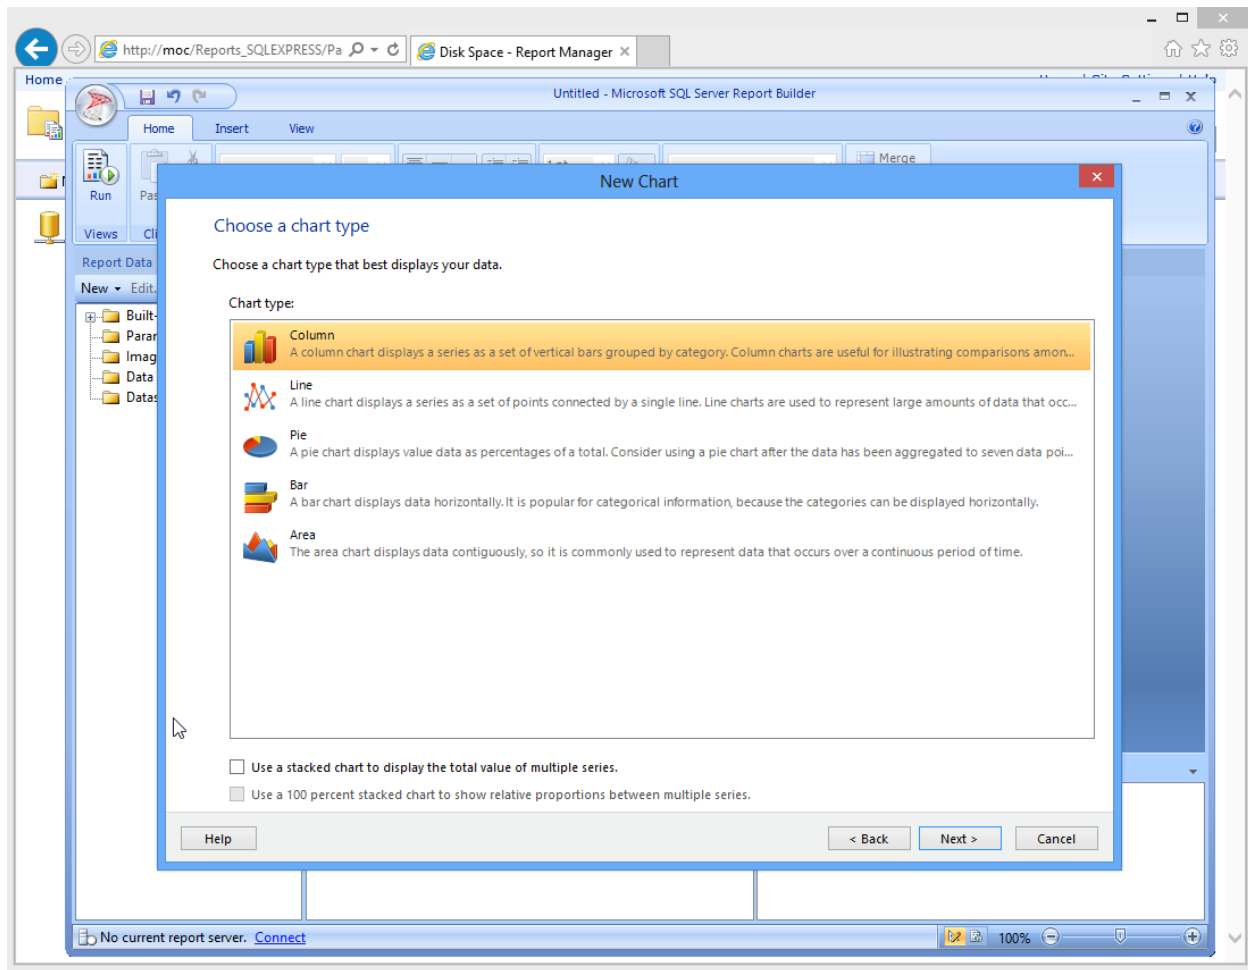 http://moc/Reports_SQLEXPRESS/Pa
Disk Space - Report Manager
Home
Untitled - Microsoft SQL Server Report Builder
Home Insert View
Merge
Run
Views
New Chart
Report Data
New Edit
Built-
Choose a chart type
Choose a chart type that best displays your data.
Chart type:
Column
A column chart displays a series as a set of vertical bars grouped by category. Column charts are useful for illustrating comparisons amon...
Line
A line chart displays a series as a set of points connected by a single line. Line charts are used to represent large amounts of data that occ...
Pie
A pie chart displays value data as percentages of a total. Consider using a pie chart after the data has been aggregated to seven data poi...
Bar
A bar chart displays data horizontally. It is popular for categorical information, because the categories can be displayed horizontally.
Area
The area chart displays data contiguously, so it is commonly used to represent data that occurs over a continuous period of time.
Data
Use a stacked chart to display the total value of multiple series.
Use a 100 percent stacked chart to show relative proportions between multiple series.
Help < Back Next > Cancel
No current report server. Connect
100%